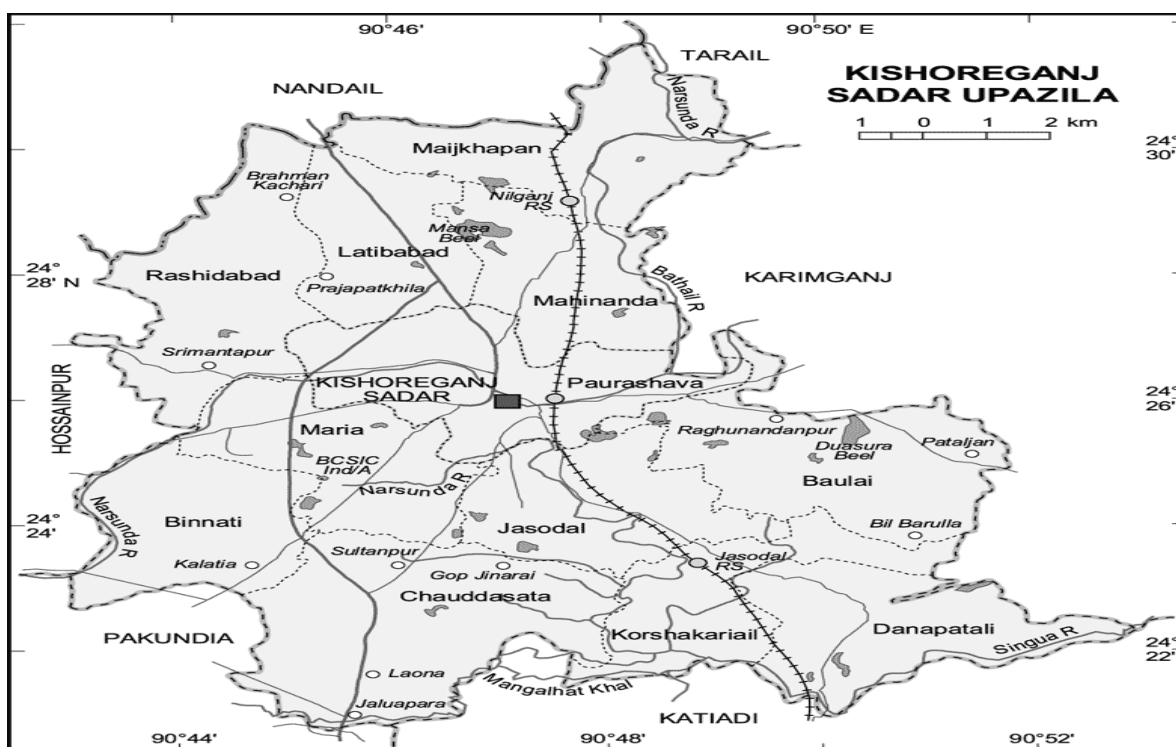 90°46'
90°50' E
TARAIL
KISHOREGANJ
SADAR UPAZILA
NANDAIL
Narsunda R
1 0 1 2 km
Maijkhapan
24°
30'
Brahman
Kachari
Nilganj
RS
Mansa
Beel
Latibabad
Rashidabad
24°
28' N
Prajapatkhila
Bathail R
KARIMGANJ
Mahinanda
Srimantapur
HOSSAINPUR
KISHOREGANJ
SADAR
Paurashava
24°
26'
Maria
Raghunandanpur
Duasura
Beel
Pataljan
BCSIC
Ind/A
Narsunda R
Baulai
Narsunda R
Binnati
24°
24'
Jasodal
Bil Barulla
Kalatia
Sultanpur
Gop Jinarai
Jasodal
RS
Chauddasata
PAKUNDIA
Korshakariail
Danapatali
Singua R
24°
22'
Laona
Mangalhat Khal
Jaluapara
KATIADI
90°44'
90°48'
90°52'